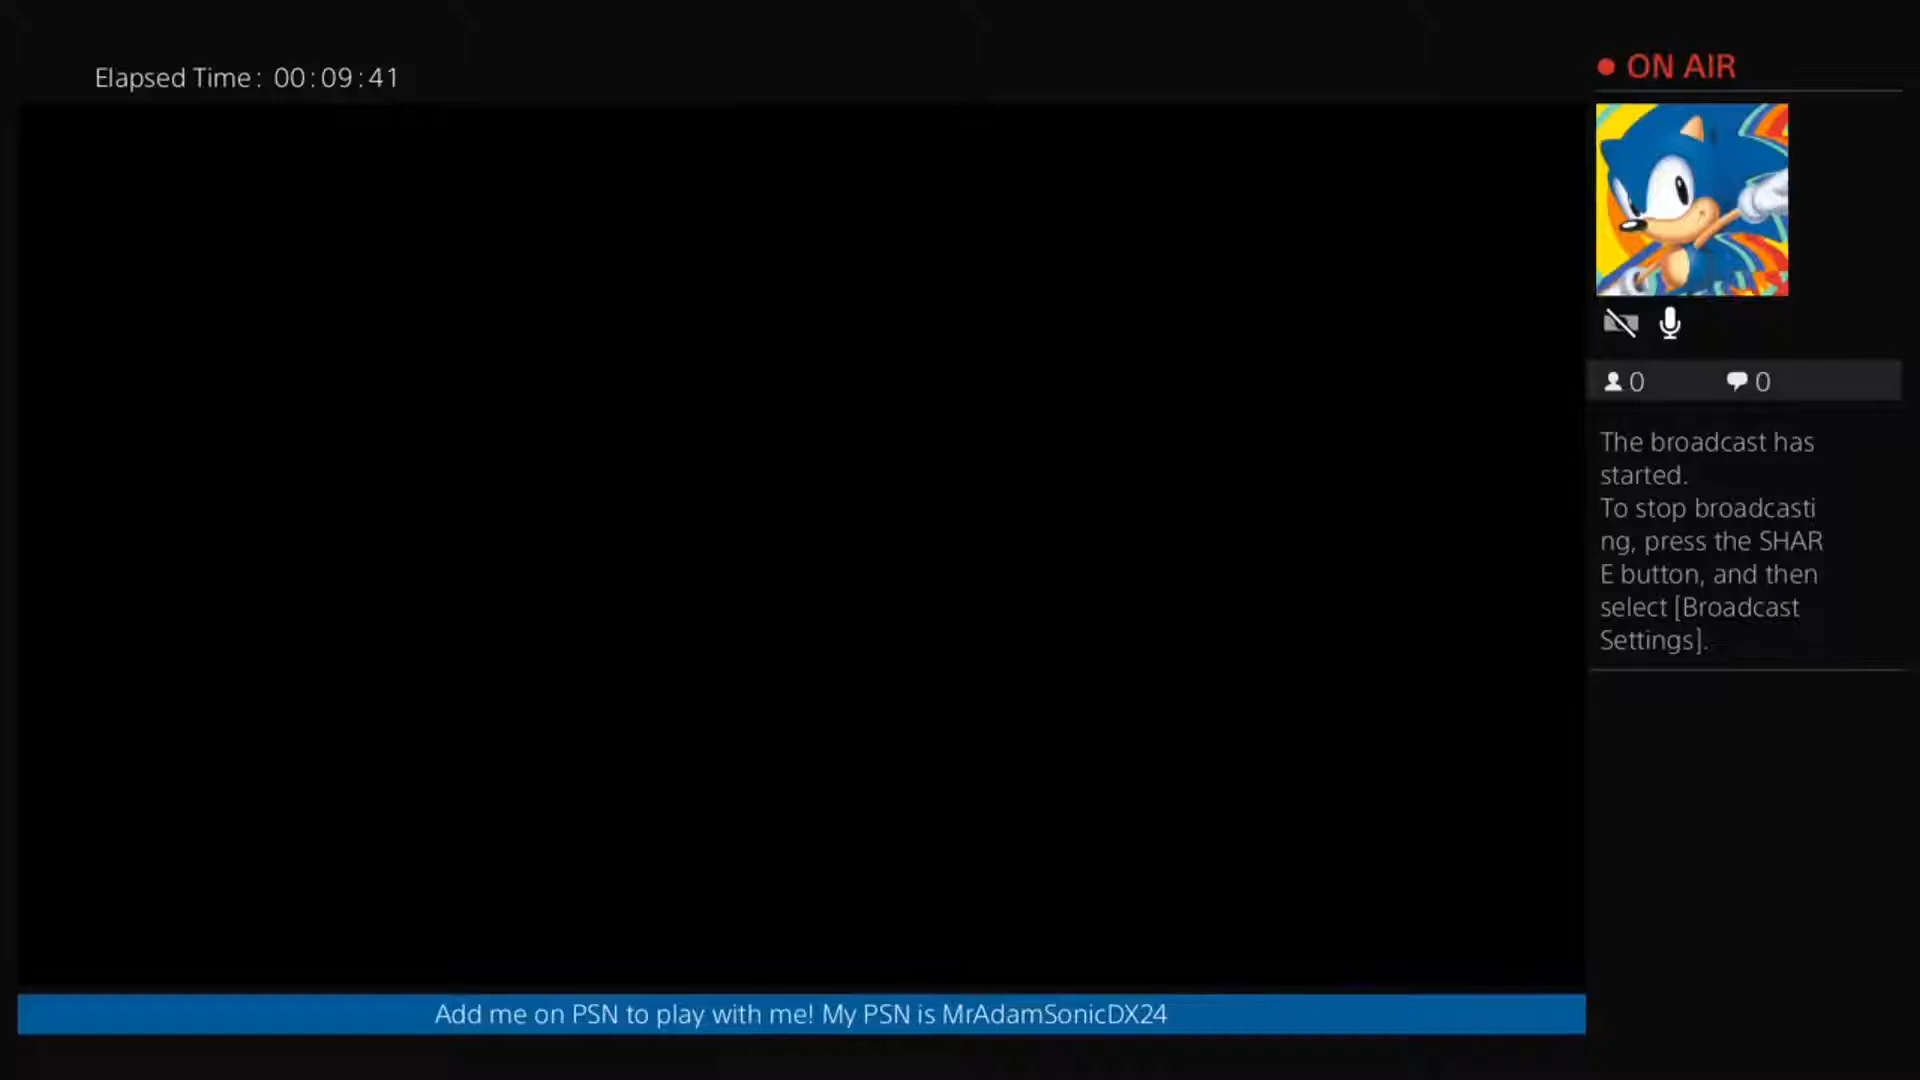 Elapsed Time: 00:09:41
ON AIR
0 0
The broadcast has
started.
To stop broadcasti
ng, press the SHAR
E button, and then
select [Broadcast
Settings].
Add me on PSN to play with me! My PSN is MrAdamSonicDX24